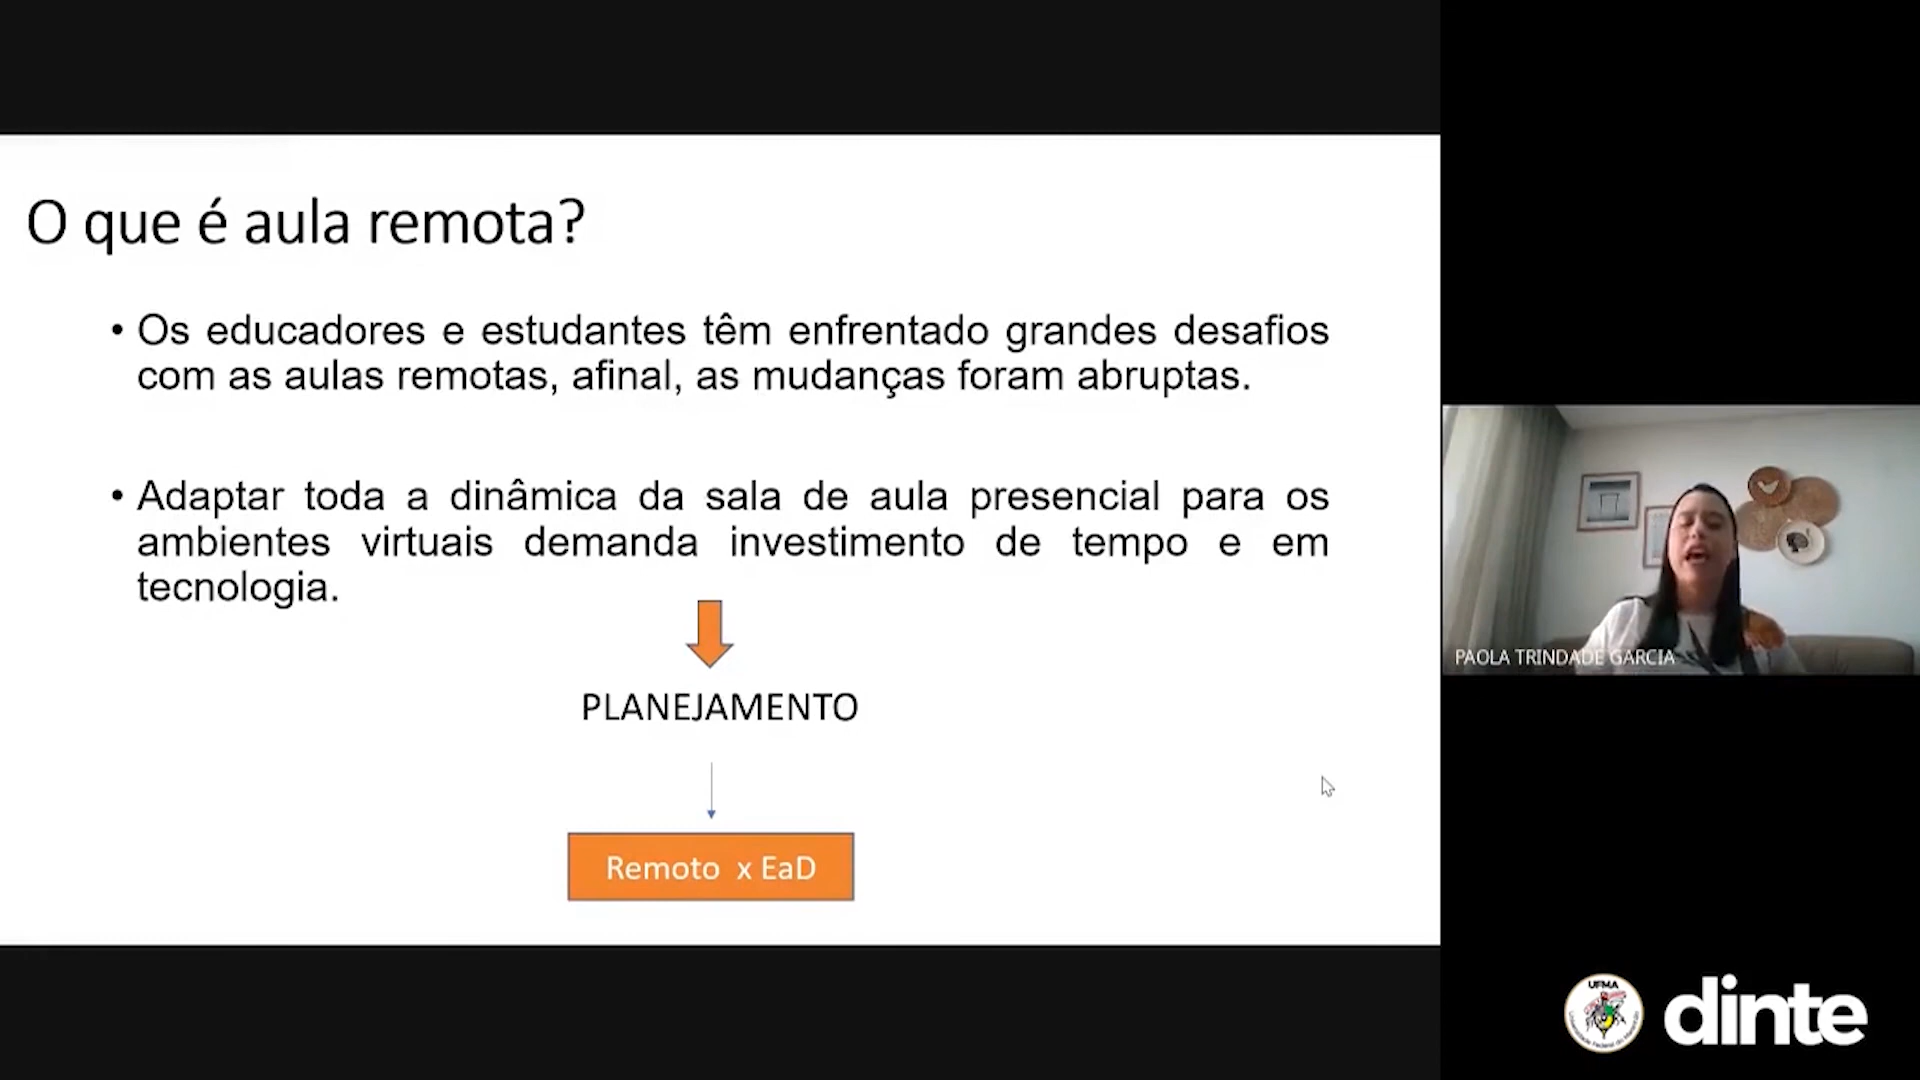 O que é aula remota?
• Os educadores e estudantes têm enfrentado grandes desafios
com as aulas remotas, afinal, as mudanças foram abruptas.
• Adaptar toda a dinâmica da sala de aula presencial para os
ambientes virtuais demanda investimento de tempo e em
tecnologia.
PLANEJAMENTO
Remoto x EaD
PAOLA TRINDADE GARCIA
UFMA
dinte